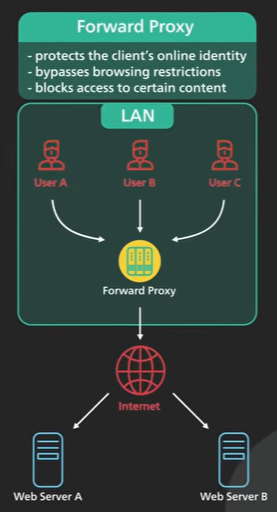 Forward Proxy
- protects the client's online identity
- bypasses browsing restrictions
- blocks access to certain content
LAN
User A
User B
User C
Forward Proxy
Internet
Web Server A
Web Server B